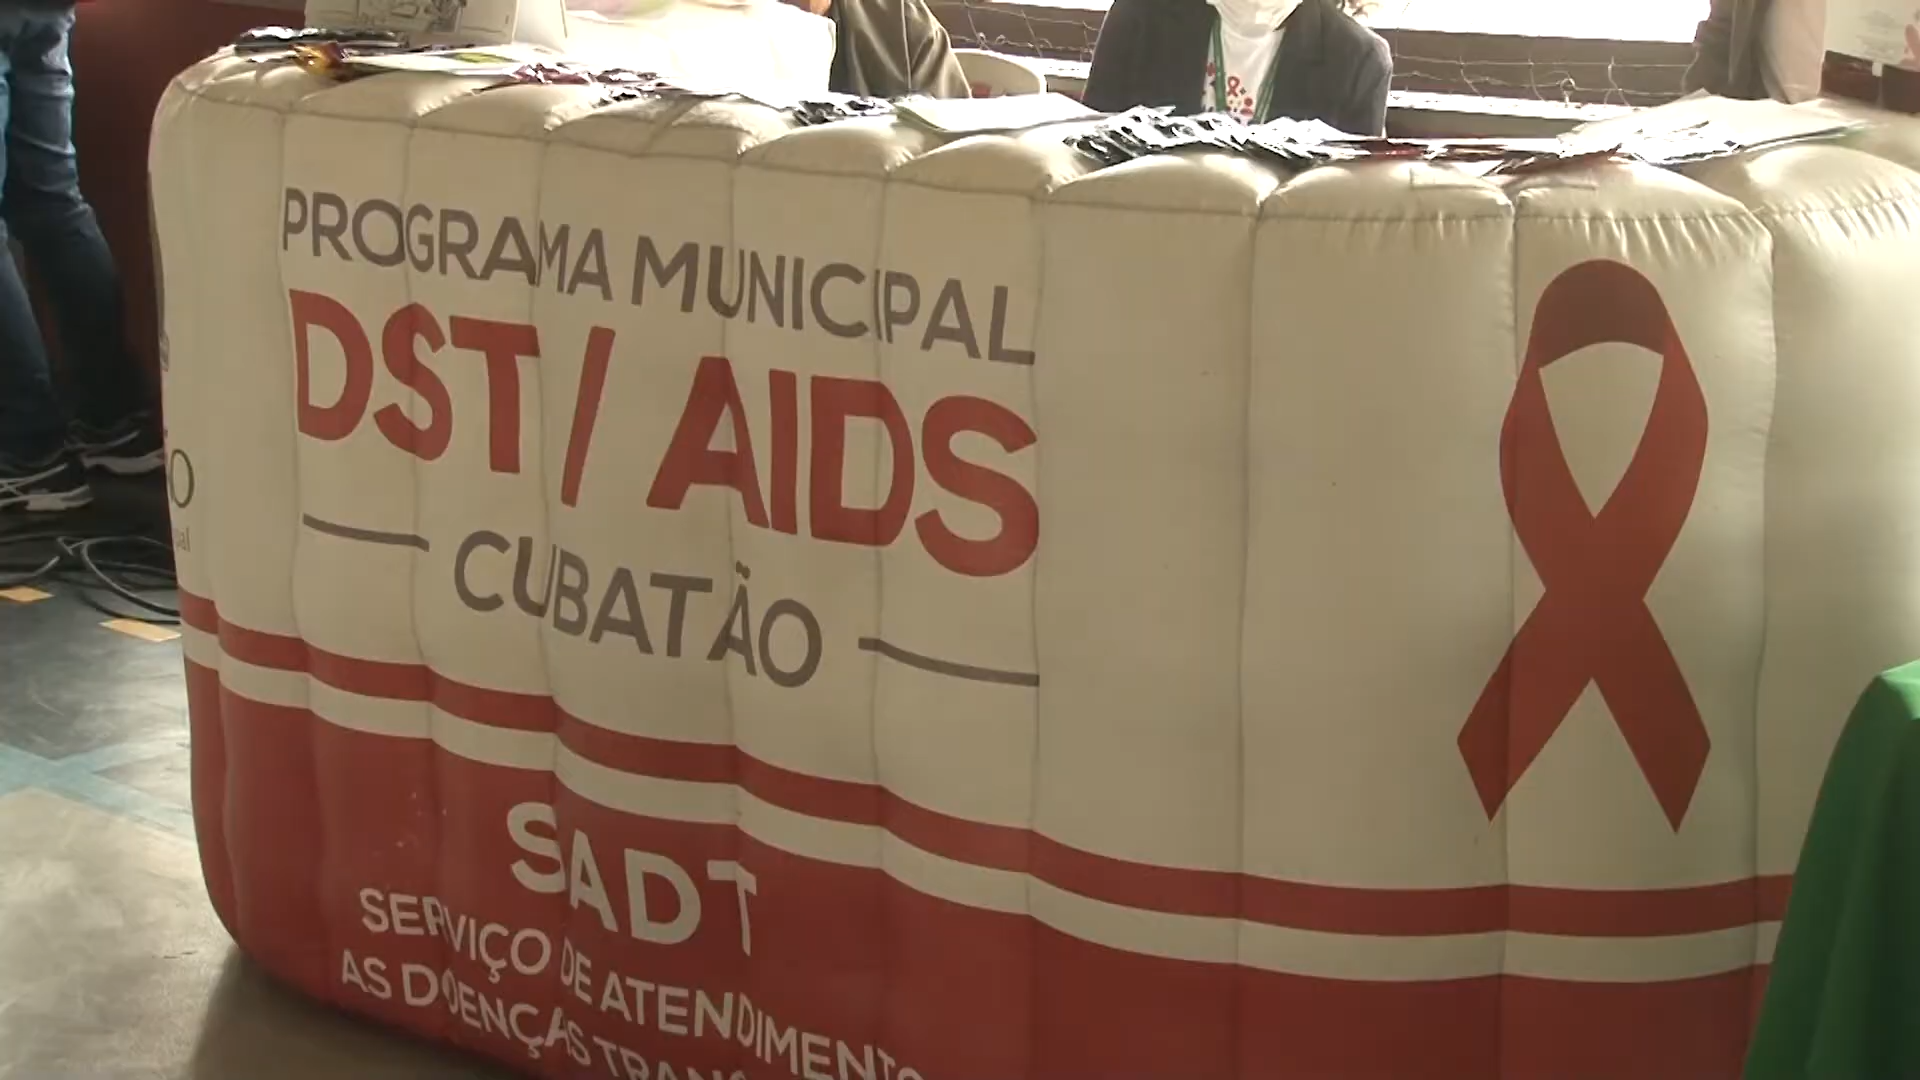 PROGRAMA MUNICIPAL
DST/ AIDS
CUBATÃO
SADT
SERVIÇO DE ATENDIMENTO
AS DOENÇAS